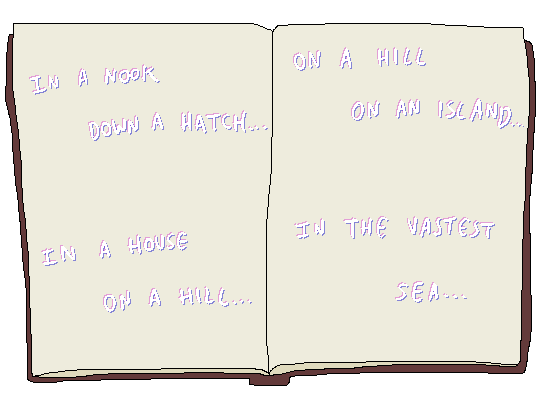 IN A NOOK
DOWN A HATCH...
IN A HOUSE
ON A HILL...
ON A HILL
ON AN ISLAND...
IN THE VASTEST
SEA...